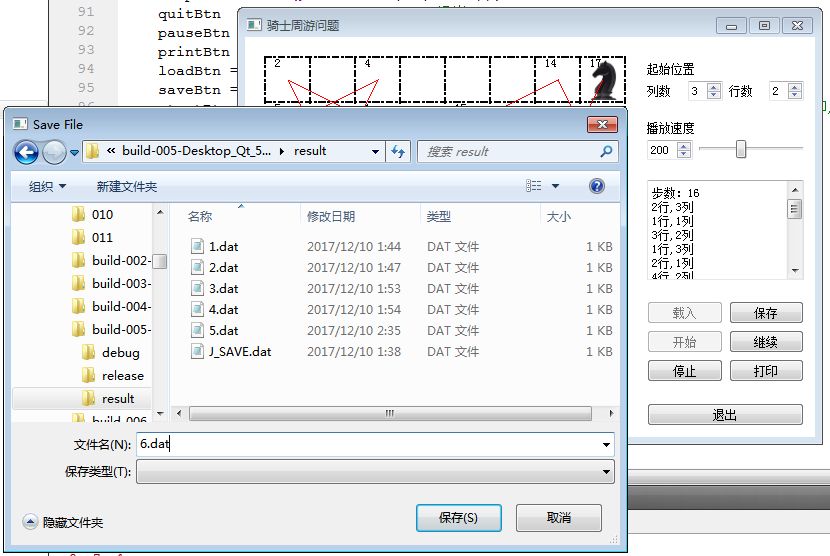 91 quitBtn
92 pauseBtn
93 printBtn
94 loadBtn =
95 saveBtn =
骑士周游问题
2 4 14 17
起始位置
列数 3 行数 2
播放速度
200
步数: 16
2行,3列
1行,1列
3行,2列
1行,3列
2行,1列
4行,2列
载入 保存
开始 继续
停止 打印
退出
Save File
« build-005-Desktop_Qt_5... ▸ result
搜索 result
组织 新建文件夹
名称 修改日期 类型 大小
010
011
build-002-
build-003-
build-004-
build-005-
debug
release
result
build-006
1.dat 2017/12/10 1:44 DAT 文件 1 KB
2.dat 2017/12/10 1:47 DAT 文件 1 KB
3.dat 2017/12/10 1:53 DAT 文件 1 KB
4.dat 2017/12/10 1:54 DAT 文件 1 KB
5.dat 2017/12/10 2:35 DAT 文件 1 KB
J_SAVE.dat 2017/12/10 1:38 DAT 文件 1 KB
文件名(N): 6.dat
保存类型(T):
隐藏文件夹
保存(S) 取消